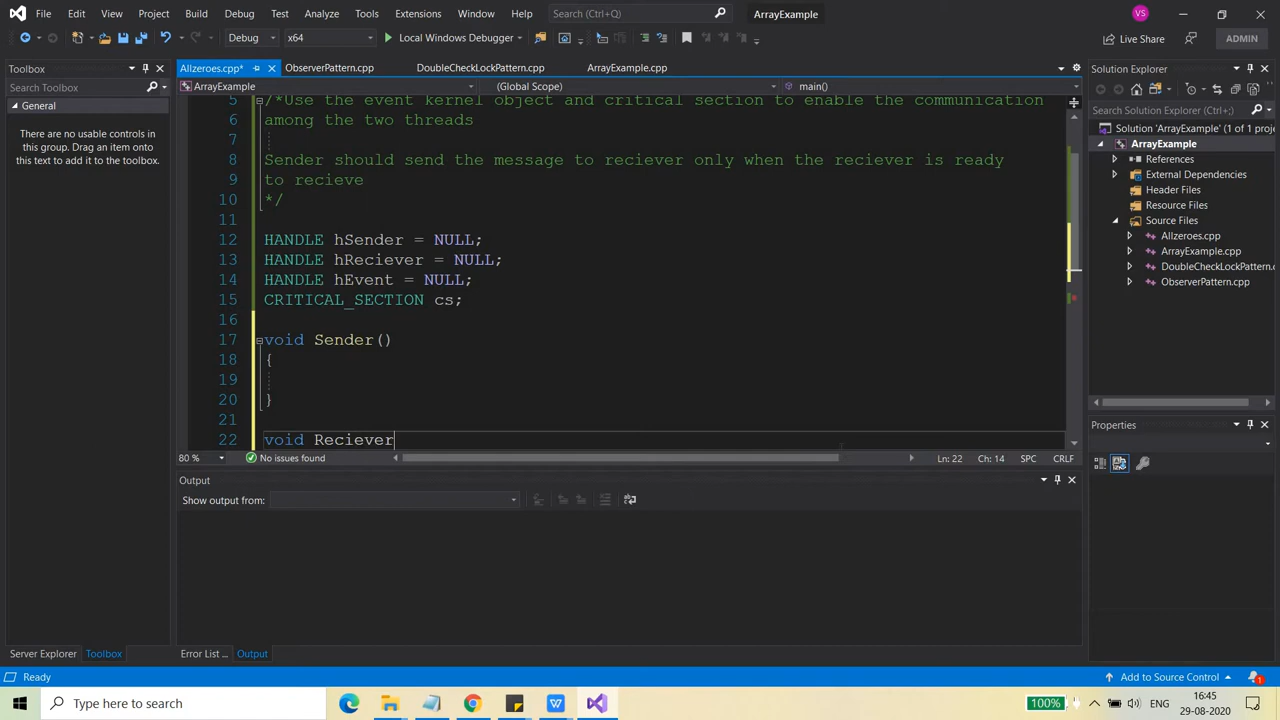 File Edit View Project Build Debug Test Analyze Tools Extensions Window Help Search (Ctrl+Q) ArrayExample VS
Debug x64 Local Windows Debugger Live Share ADMIN
Toolbox
Allzeroes.cpp* ObserverPattern.cpp DoubleCheckLockPattern.cpp ArrayExample.cpp
Solution Explorer
Search Toolbox
ArrayExample (Global Scope) main()
General
There are no usable controls in
this group. Drag an item onto
this text to add it to the toolbox.
5 /*Use the event kernel object and critical section to enable the communication
6 among the two threads
7
8 Sender should send the message to reciever only when the reciever is ready
9 to recieve
10 */
11
12 HANDLE hSender = NULL;
13 HANDLE hReciever = NULL;
14 HANDLE hEvent = NULL;
15 CRITICAL_SECTION cs;
16
17 void Sender()
18 {
19
20 }
21
22 void Reciever
80 % No issues found Ln: 22 Ch: 14 SPC CRLF
Search Solution Explorer (Ctrl+;)
Solution 'ArrayExample' (1 of 1 proj
ArrayExample
References
External Dependencies
Header Files
Resource Files
Source Files
Allzeroes.cpp
ArrayExample.cpp
DoubleCheckLockPattern.c
ObserverPattern.cpp
Properties
Output
Show output from:
Server Explorer Toolbox Error List ... Output
Ready Add to Source Control 1
Type here to search 100% ENG 16:45
29-08-2020